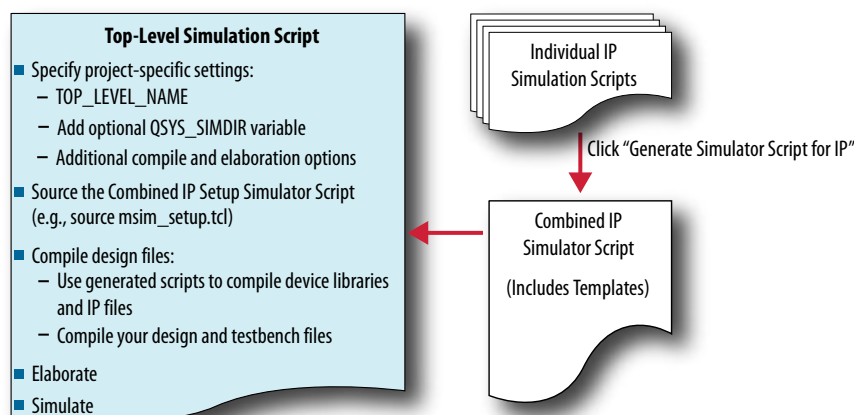 Top-Level Simulation Script
Specify project-specific settings:
– TOP_LEVEL_NAME
– Add optional QSYS_SIMDIR variable
– Additional compile and elaboration options
Source the Combined IP Setup Simulator Script
(e.g., source msim_setup.tcl)
Compile design files:
– Use generated scripts to compile device libraries
and IP files
– Compile your design and testbench files
Elaborate
Simulate
Individual IP
Simulation Scripts
Click "Generate Simulator Script for IP"
Combined IP
Simulator Script
(Includes Templates)